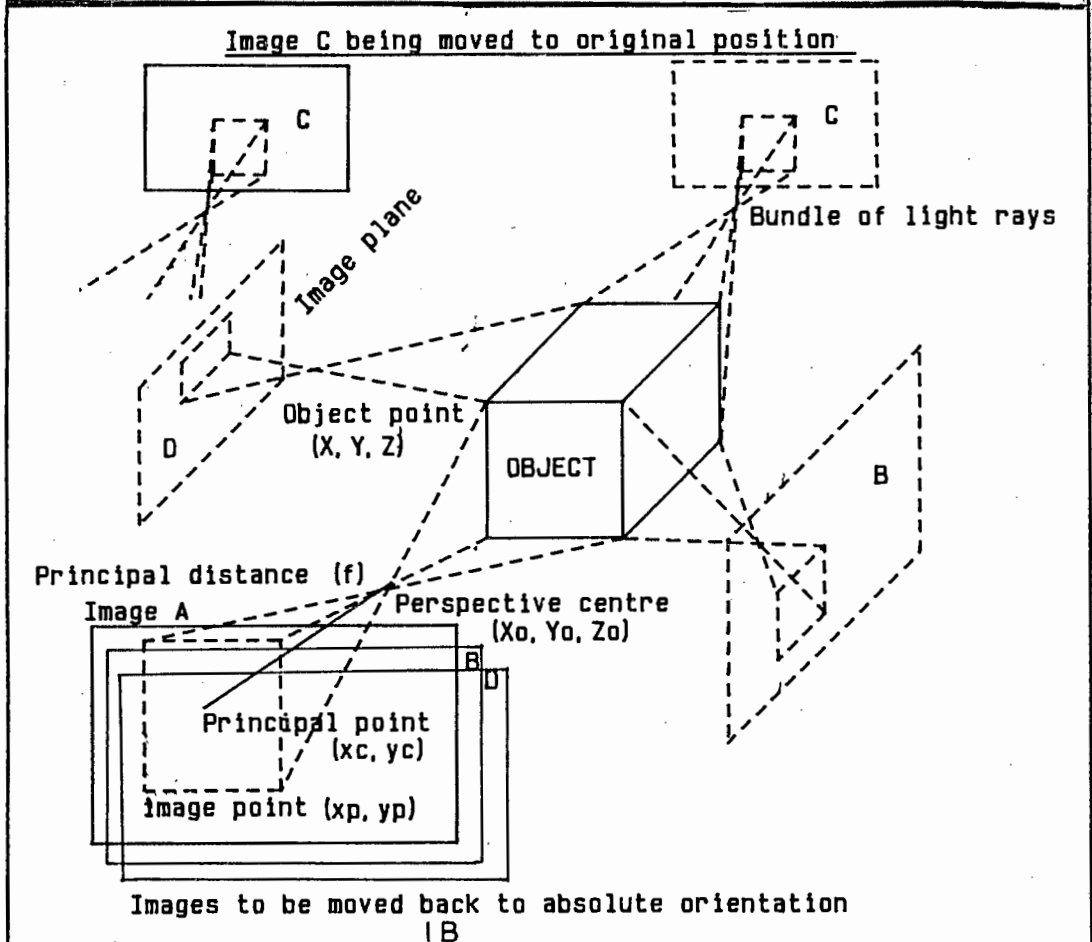 Image C being moved to original position
C
C
Bundle of light rays
Image plane
Object point
(X, Y, Z)
D
OBJECT
B
Principal distance (f)
Image A
Perspective centre
(Xo, Yo, Zo)
B
D
Principal point
(xc, yc)
Image point (xp, yp)
Images to be moved back to absolute orientation
B